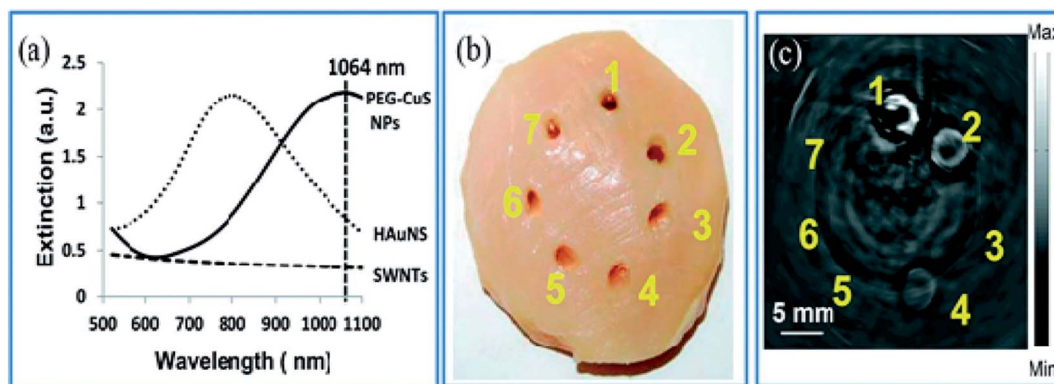 (a)
2.5
2
1.5
1
0.5
0
Extinction (a.u.)
1064 nm
PEG-CuS
NPs
HAuNS
SWNTs
500 600 700 800 900 1000 1100
Wavelength ( nm)
(b)
1
2
3
4
5
6
7
(c)
1
2
3
4
5
6
7
5 mm
Max
Min